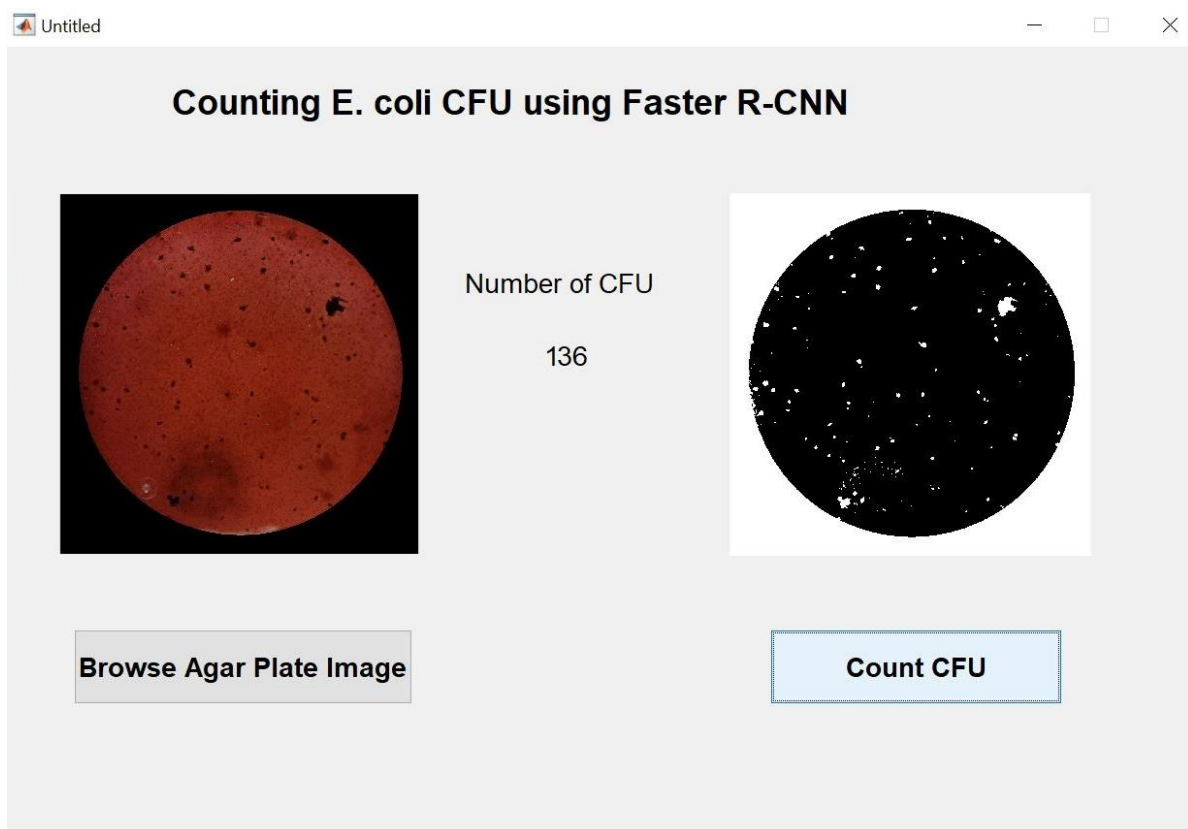 Untitled
Counting E. coli CFU using Faster R-CNN
Number of CFU
136
Browse Agar Plate Image
Count CFU